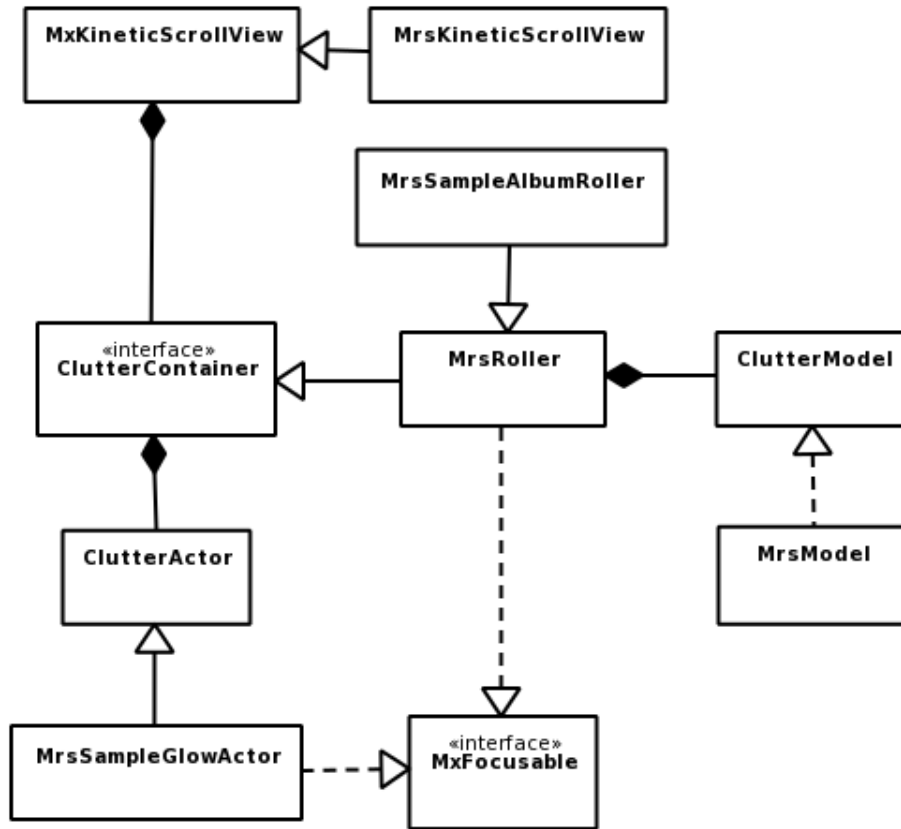 MxKineticScrollView
MrsKineticScrollView
MrsSampleAlbumRoller
«interface»
ClutterContainer
MrsRoller
ClutterModel
ClutterActor
MrsModel
MrsSampleGlowActor
«interface»
MxFocusable